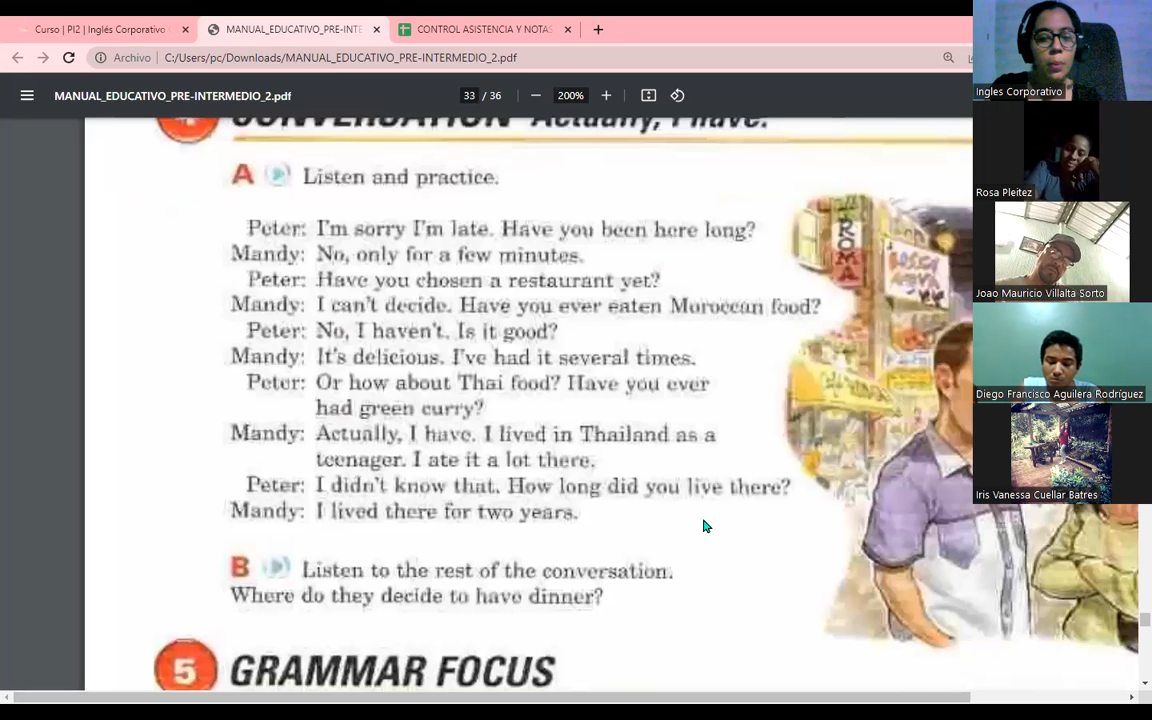 Curso | PI2 | Inglés Corporativo
MANUAL_EDUCATIVO_PRE-INTE
CONTROL ASISTENCIA Y NOTAS
Archivo
C:/Users/pc/Downloads/MANUAL_EDUCATIVO_PRE-INTERMEDIO_2.pdf
MANUAL_EDUCATIVO_PRE-INTERMEDIO_2.pdf
33 / 36
200%
CONVERSATION Actually, I have.
A Listen and practice.
Peter: I'm sorry I'm late. Have you been here long?
Mandy: No, only for a few minutes.
Peter: Have you chosen a restaurant yet?
Mandy: I can't decide. Have you ever eaten Moroccan food?
Peter: No, I haven't. Is it good?
Mandy: It's delicious. I've had it several times.
Peter: Or how about Thai food? Have you ever
had green curry?
Mandy: Actually, I have. I lived in Thailand as a
teenager. I ate it a lot there.
Peter: I didn't know that. How long did you live there?
Mandy: I lived there for two years.
B Listen to the rest of the conversation.
Where do they decide to have dinner?
5 GRAMMAR FOCUS
ROMA
Ingles Corporativo
Rosa Pleitez
Joao Mauricio Villalta Sorto
Diego Francisco Aguilera Rodríguez
Iris Vanessa Cuellar Batres